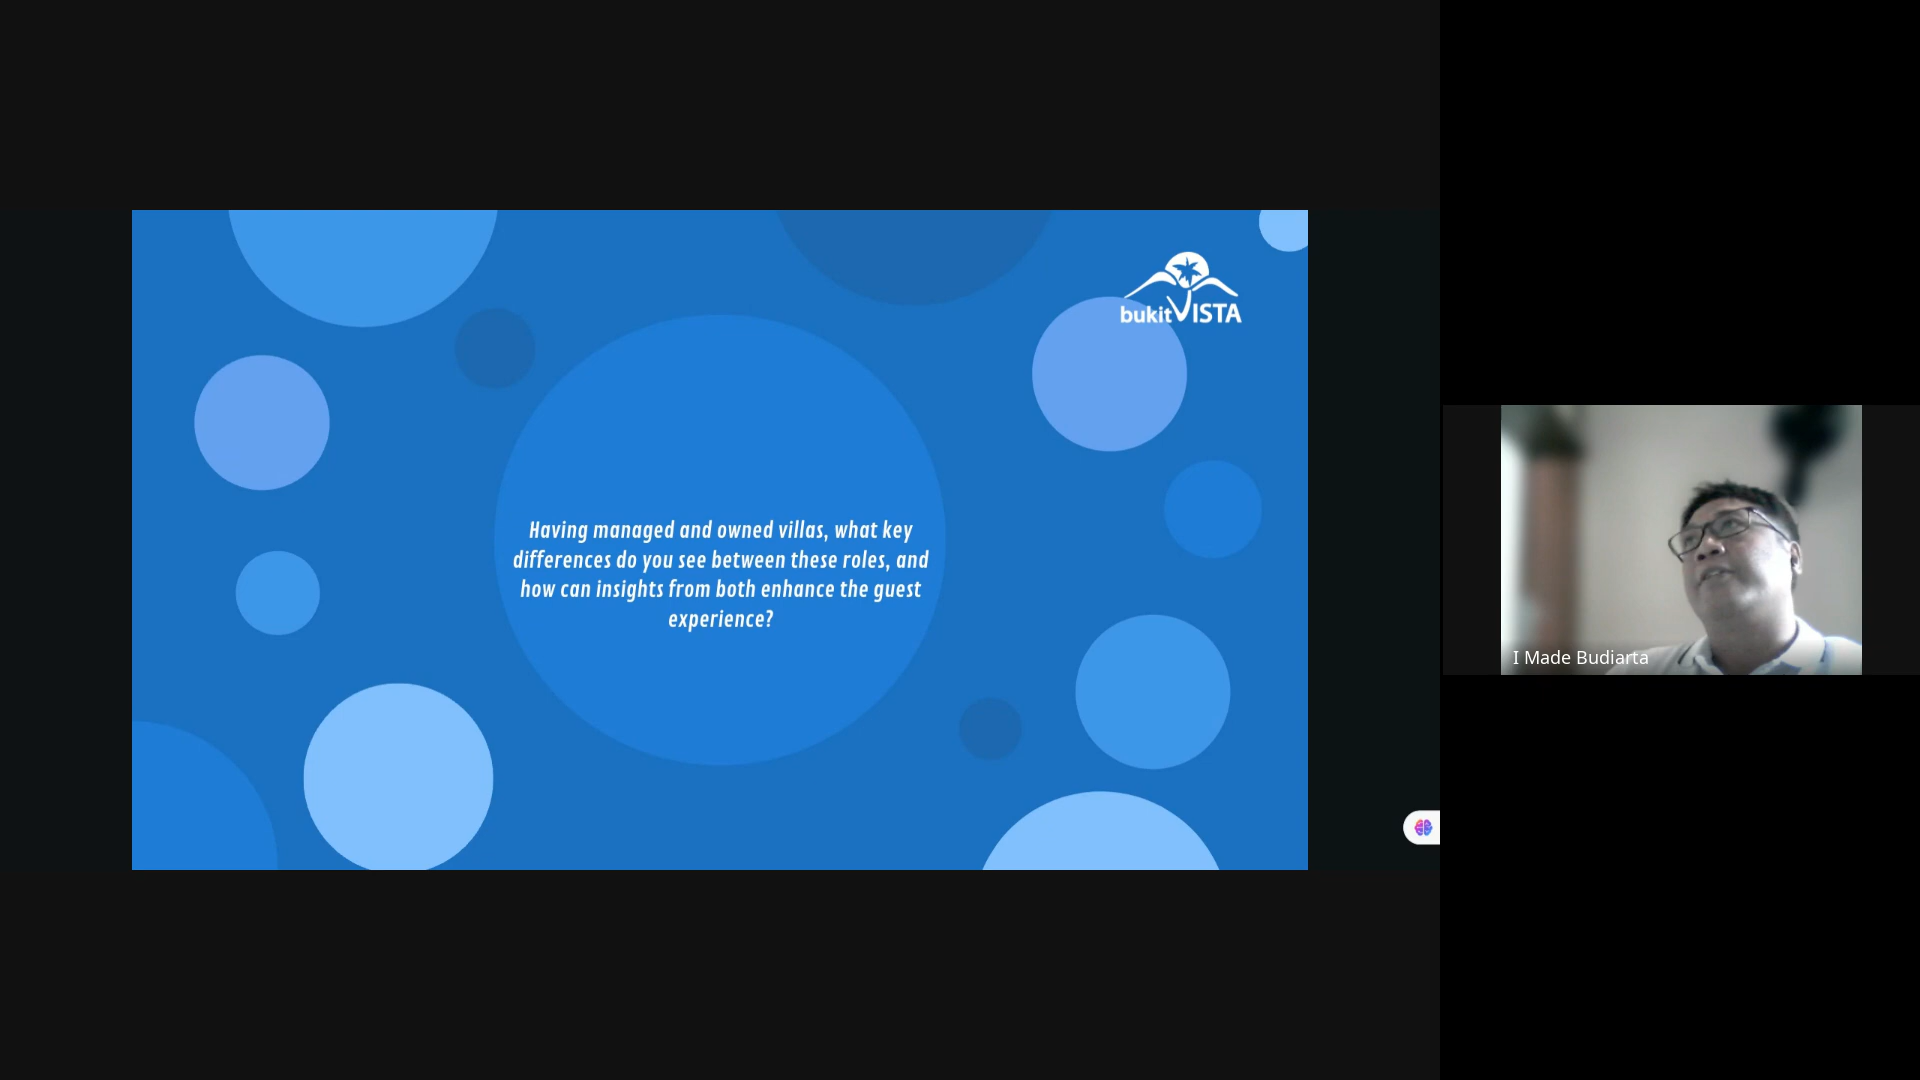 bukitVISTA
Having managed and owned villas, what key
differences do you see between these roles, and
how can insights from both enhance the guest
experience?
I Made Budiarta